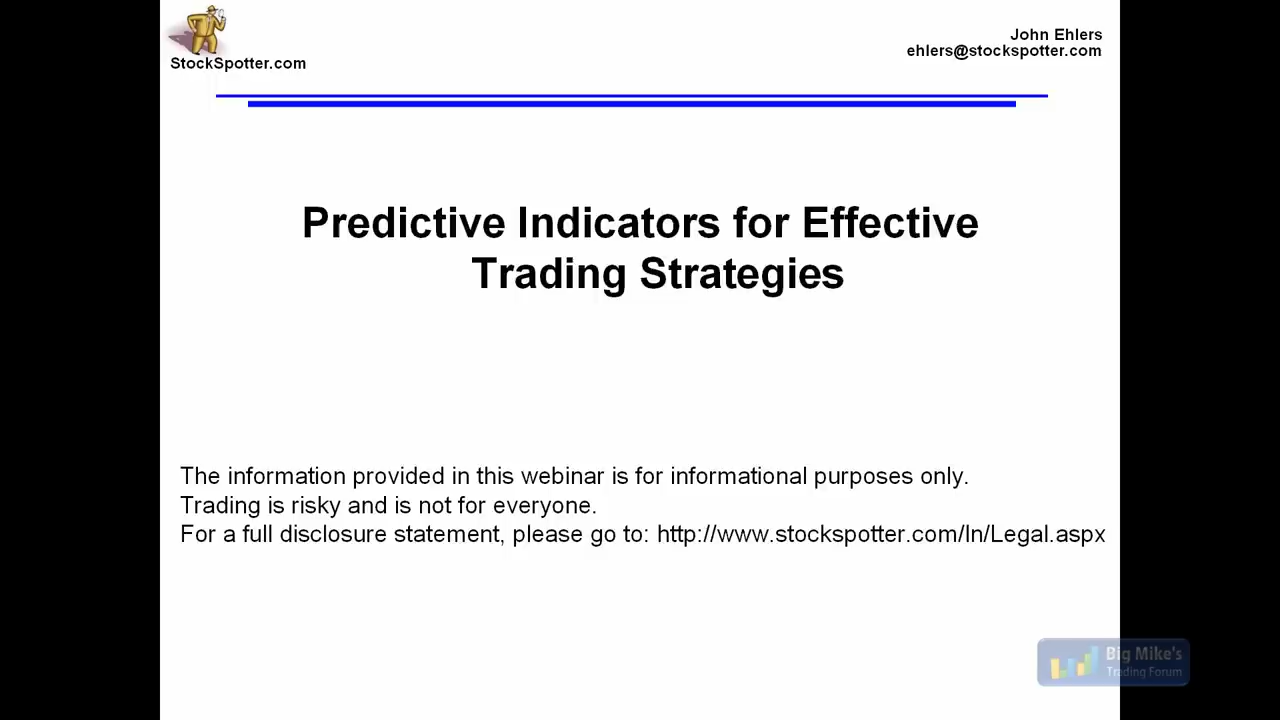 StockSpotter.com
John Ehlers
ehlers@stockspotter.com
Predictive Indicators for Effective
Trading Strategies
The information provided in this webinar is for informational purposes only.
Trading is risky and is not for everyone.
For a full disclosure statement, please go to: http://www.stockspotter.com/In/Legal.aspx
Big Mike's
Trading Forum